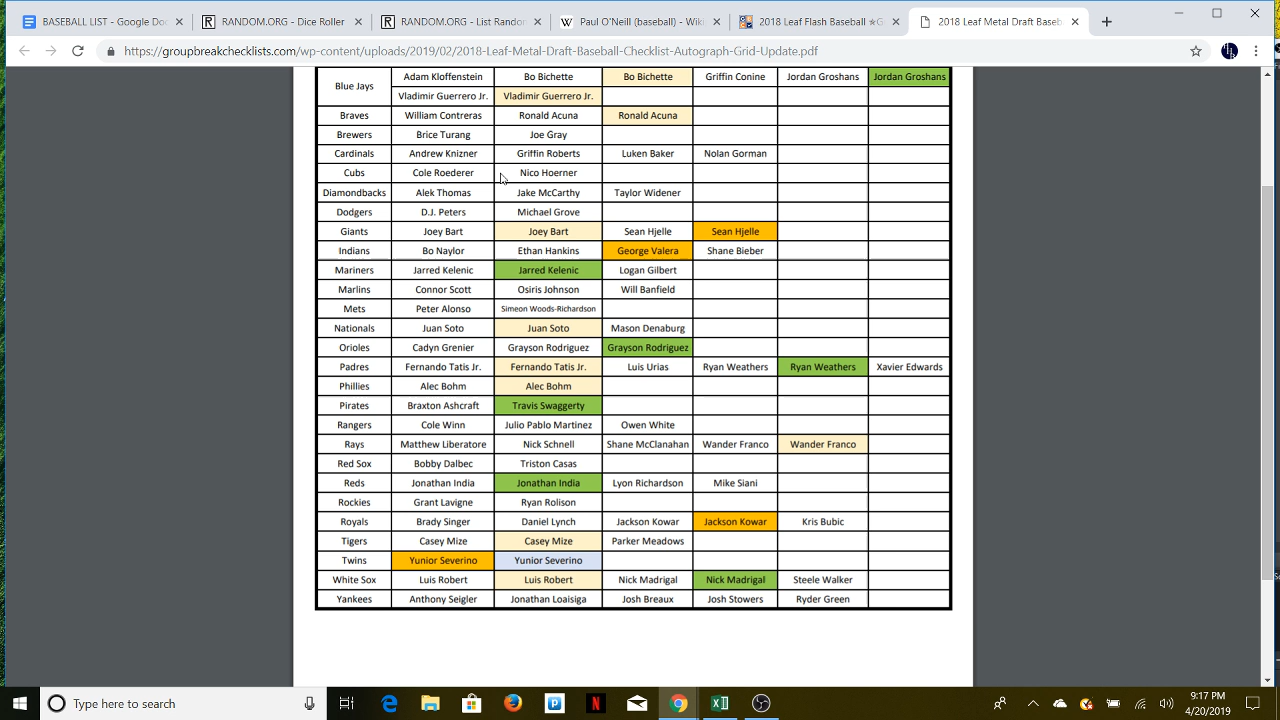 BASEBALL LIST - Google Doc
RANDOM.ORG - Dice Roller
RANDOM.ORG - List Random
Paul O'Neill (baseball) - Wiki
2018 Leaf Flash Baseball ★G
2018 Leaf Metal Draft Baseb
https://groupbreakchecklists.com/wp-content/uploads/2019/02/2018-Leaf-Metal-Draft-Baseball-Checklist-Autograph-Grid-Update.pdf
Blue Jays Adam Kloffenstein Bo Bichette Bo Bichette Griffin Conine Jordan Groshans Jordan Groshans
Vladimir Guerrero Jr. Vladimir Guerrero Jr.
Braves William Contreras Ronald Acuna Ronald Acuna
Brewers Brice Turang Joe Gray
Cardinals Andrew Knizner Griffin Roberts Luken Baker Nolan Gorman
Cubs Cole Roederer Nico Hoerner
Diamondbacks Alek Thomas Jake McCarthy Taylor Widener
Dodgers D.J. Peters Michael Grove
Giants Joey Bart Joey Bart Sean Hjelle Sean Hjelle
Indians Bo Naylor Ethan Hankins George Valera Shane Bieber
Mariners Jarred Kelenic Jarred Kelenic Logan Gilbert
Marlins Connor Scott Osiris Johnson Will Banfield
Mets Peter Alonso Simeon Woods-Richardson
Nationals Juan Soto Juan Soto Mason Denaburg
Orioles Cadyn Grenier Grayson Rodriguez Grayson Rodriguez
Padres Fernando Tatis Jr. Fernando Tatis Jr. Luis Urias Ryan Weathers Ryan Weathers Xavier Edwards
Phillies Alec Bohm Alec Bohm
Pirates Braxton Ashcraft Travis Swaggerty
Rangers Cole Winn Julio Pablo Martinez Owen White
Rays Matthew Liberatore Nick Schnell Shane McClanahan Wander Franco Wander Franco
Red Sox Bobby Dalbec Triston Casas
Reds Jonathan India Jonathan India Lyon Richardson Mike Siani
Rockies Grant Lavigne Ryan Rolison
Royals Brady Singer Daniel Lynch Jackson Kowar Jackson Kowar Kris Bubic
Tigers Casey Mize Casey Mize Parker Meadows
Twins Yunior Severino Yunior Severino
White Sox Luis Robert Luis Robert Nick Madrigal Nick Madrigal Steele Walker
Yankees Anthony Seigler Jonathan Loaisiga Josh Breaux Josh Stowers Ryder Green
Type here to search
9:17 PM
4/20/2019